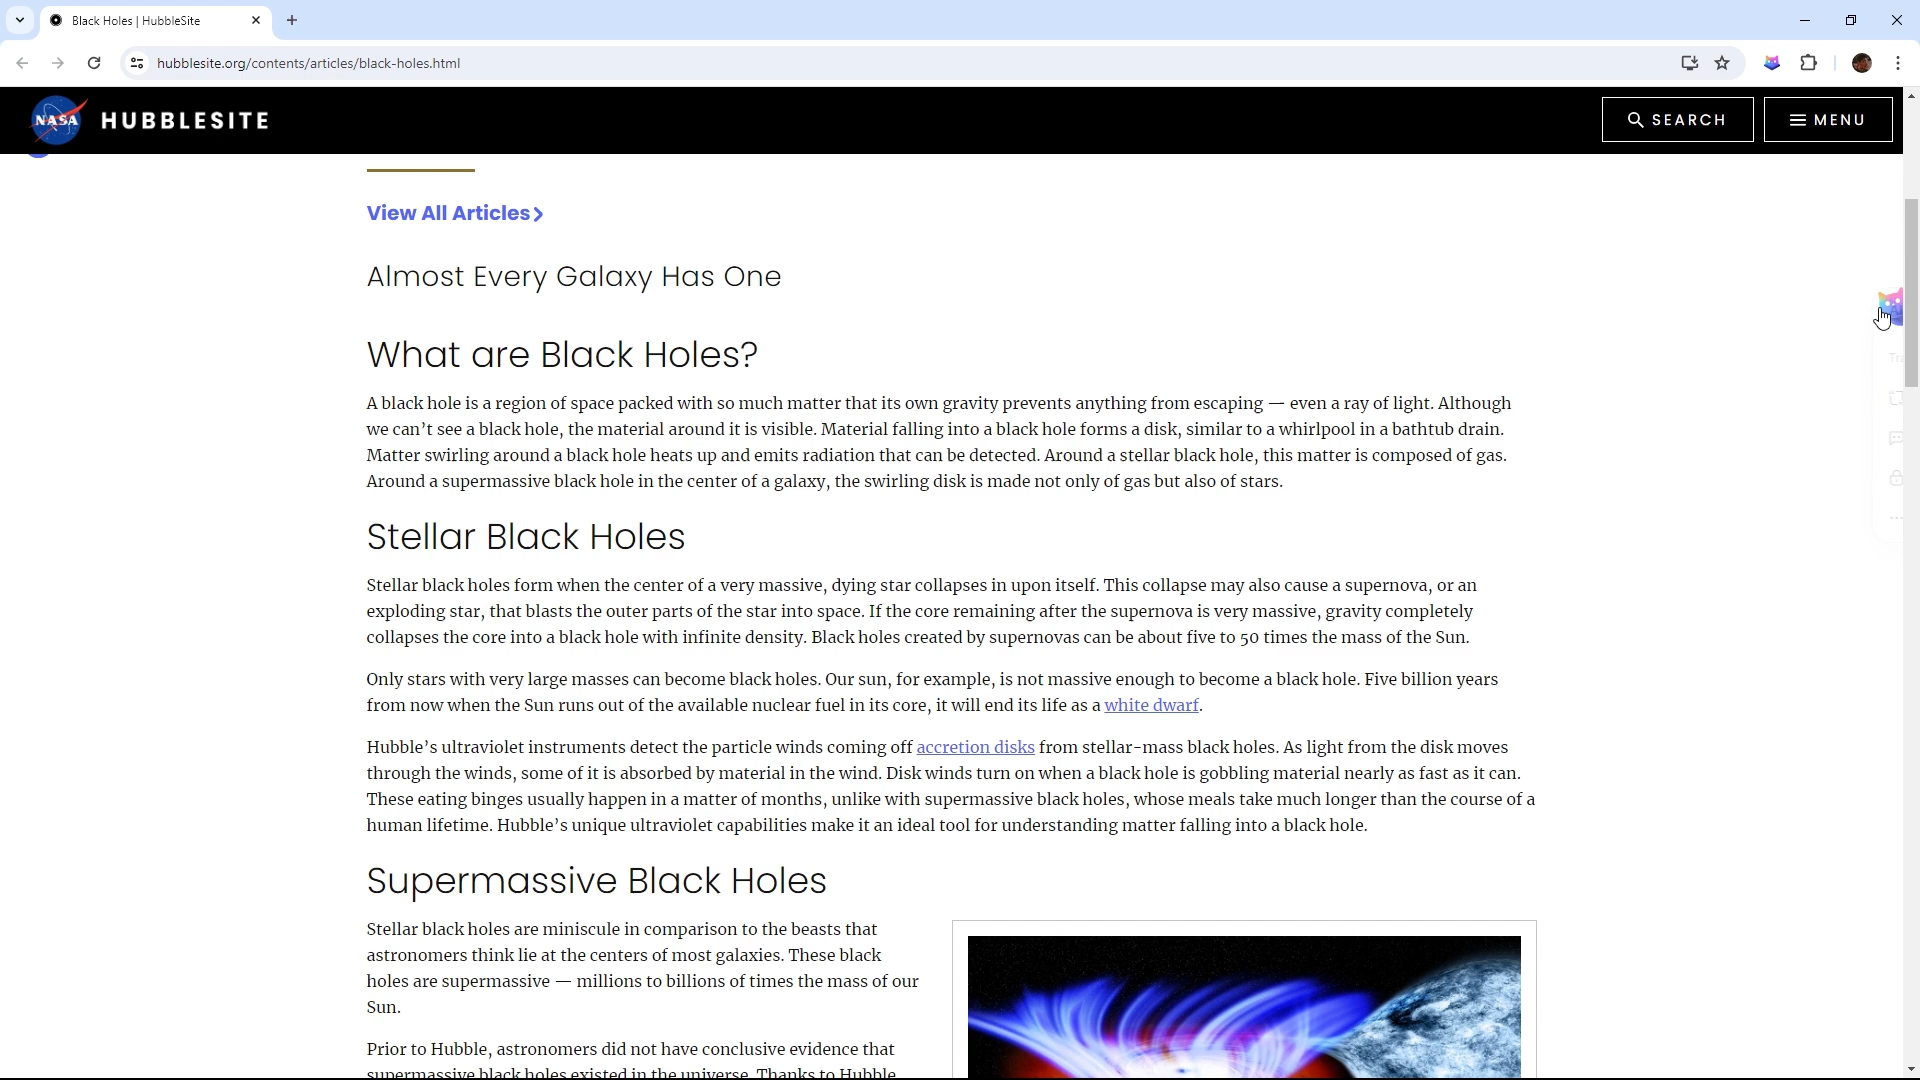 Black Holes | HubbleSite
hubblesite.org/contents/articles/black-holes.html
NASA HUBBLESITE
SEARCH
MENU
View All Articles
Almost Every Galaxy Has One
What are Black Holes?
A black hole is a region of space packed with so much matter that its own gravity prevents anything from escaping — even a ray of light. Although
we can’t see a black hole, the material around it is visible. Material falling into a black hole forms a disk, similar to a whirlpool in a bathtub drain.
Matter swirling around a black hole heats up and emits radiation that can be detected. Around a stellar black hole, this matter is composed of gas.
Around a supermassive black hole in the center of a galaxy, the swirling disk is made not only of gas but also of stars.
Stellar Black Holes
Stellar black holes form when the center of a very massive, dying star collapses in upon itself. This collapse may also cause a supernova, or an
exploding star, that blasts the outer parts of the star into space. If the core remaining after the supernova is very massive, gravity completely
collapses the core into a black hole with infinite density. Black holes created by supernovas can be about five to 50 times the mass of the Sun.
Only stars with very large masses can become black holes. Our sun, for example, is not massive enough to become a black hole. Five billion years
from now when the Sun runs out of the available nuclear fuel in its core, it will end its life as a white dwarf.
Hubble’s ultraviolet instruments detect the particle winds coming off accretion disks from stellar-mass black holes. As light from the disk moves
through the winds, some of it is absorbed by material in the wind. Disk winds turn on when a black hole is gobbling material nearly as fast as it can.
These eating binges usually happen in a matter of months, unlike with supermassive black holes, whose meals take much longer than the course of a
human lifetime. Hubble’s unique ultraviolet capabilities make it an ideal tool for understanding matter falling into a black hole.
Supermassive Black Holes
Stellar black holes are miniscule in comparison to the beasts that
astronomers think lie at the centers of most galaxies. These black
holes are supermassive — millions to billions of times the mass of our
Sun.
Prior to Hubble, astronomers did not have conclusive evidence that
supermassive black holes existed in the universe. Thanks to Hubble